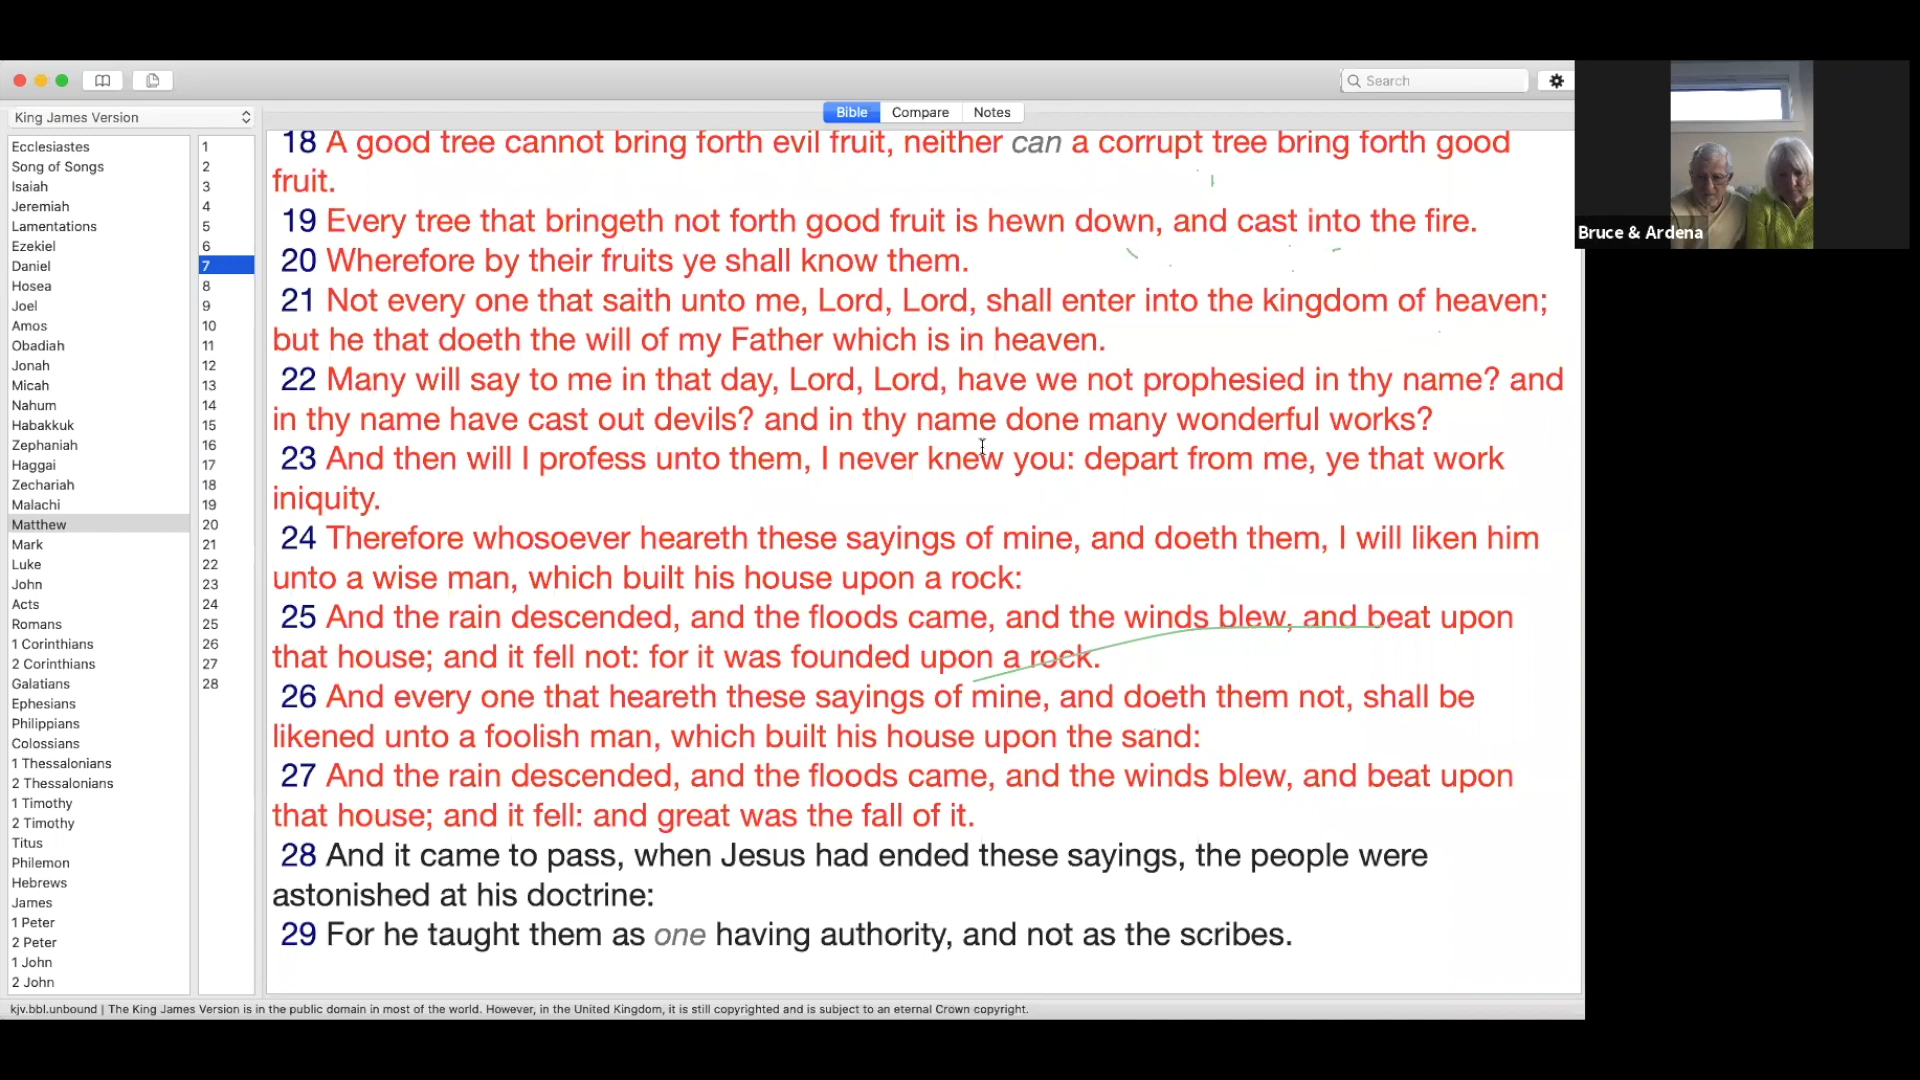 Search
King James Version
Bible
Compare
Notes
Ecclesiastes
Song of Songs
Isaiah
Jeremiah
Lamentations
Ezekiel
Daniel
Hosea
Joel
Amos
Obadiah
Jonah
Micah
Nahum
Habakkuk
Zephaniah
Haggai
Zechariah
Malachi
Matthew
Mark
Luke
John
Acts
Romans
1 Corinthians
2 Corinthians
Galatians
Ephesians
Philippians
Colossians
1 Thessalonians
2 Thessalonians
1 Timothy
2 Timothy
Titus
Philemon
Hebrews
James
1 Peter
2 Peter
1 John
2 John
1
2
3
4
5
6
7
8
9
10
11
12
13
14
15
16
17
18
19
20
21
22
23
24
25
26
27
28
18 A good tree cannot bring forth evil fruit, neither can a corrupt tree bring forth good
fruit.
19 Every tree that bringeth not forth good fruit is hewn down, and cast into the fire.
20 Wherefore by their fruits ye shall know them.
21 Not every one that saith unto me, Lord, Lord, shall enter into the kingdom of heaven;
but he that doeth the will of my Father which is in heaven.
22 Many will say to me in that day, Lord, Lord, have we not prophesied in thy name? and
in thy name have cast out devils? and in thy name done many wonderful works?
23 And then will I profess unto them, I never knew you: depart from me, ye that work
iniquity.
24 Therefore whosoever heareth these sayings of mine, and doeth them, I will liken him
unto a wise man, which built his house upon a rock:
25 And the rain descended, and the floods came, and the winds blew, and beat upon
that house; and it fell not: for it was founded upon a rock.
26 And every one that heareth these sayings of mine, and doeth them not, shall be
likened unto a foolish man, which built his house upon the sand:
27 And the rain descended, and the floods came, and the winds blew, and beat upon
that house; and it fell: and great was the fall of it.
28 And it came to pass, when Jesus had ended these sayings, the people were
astonished at his doctrine:
29 For he taught them as one having authority, and not as the scribes.
Bruce & Ardena
kjv.bbl.unbound | The King James Version is in the public domain in most of the world. However, in the United Kingdom, it is still copyrighted and is subject to an eternal Crown copyright.